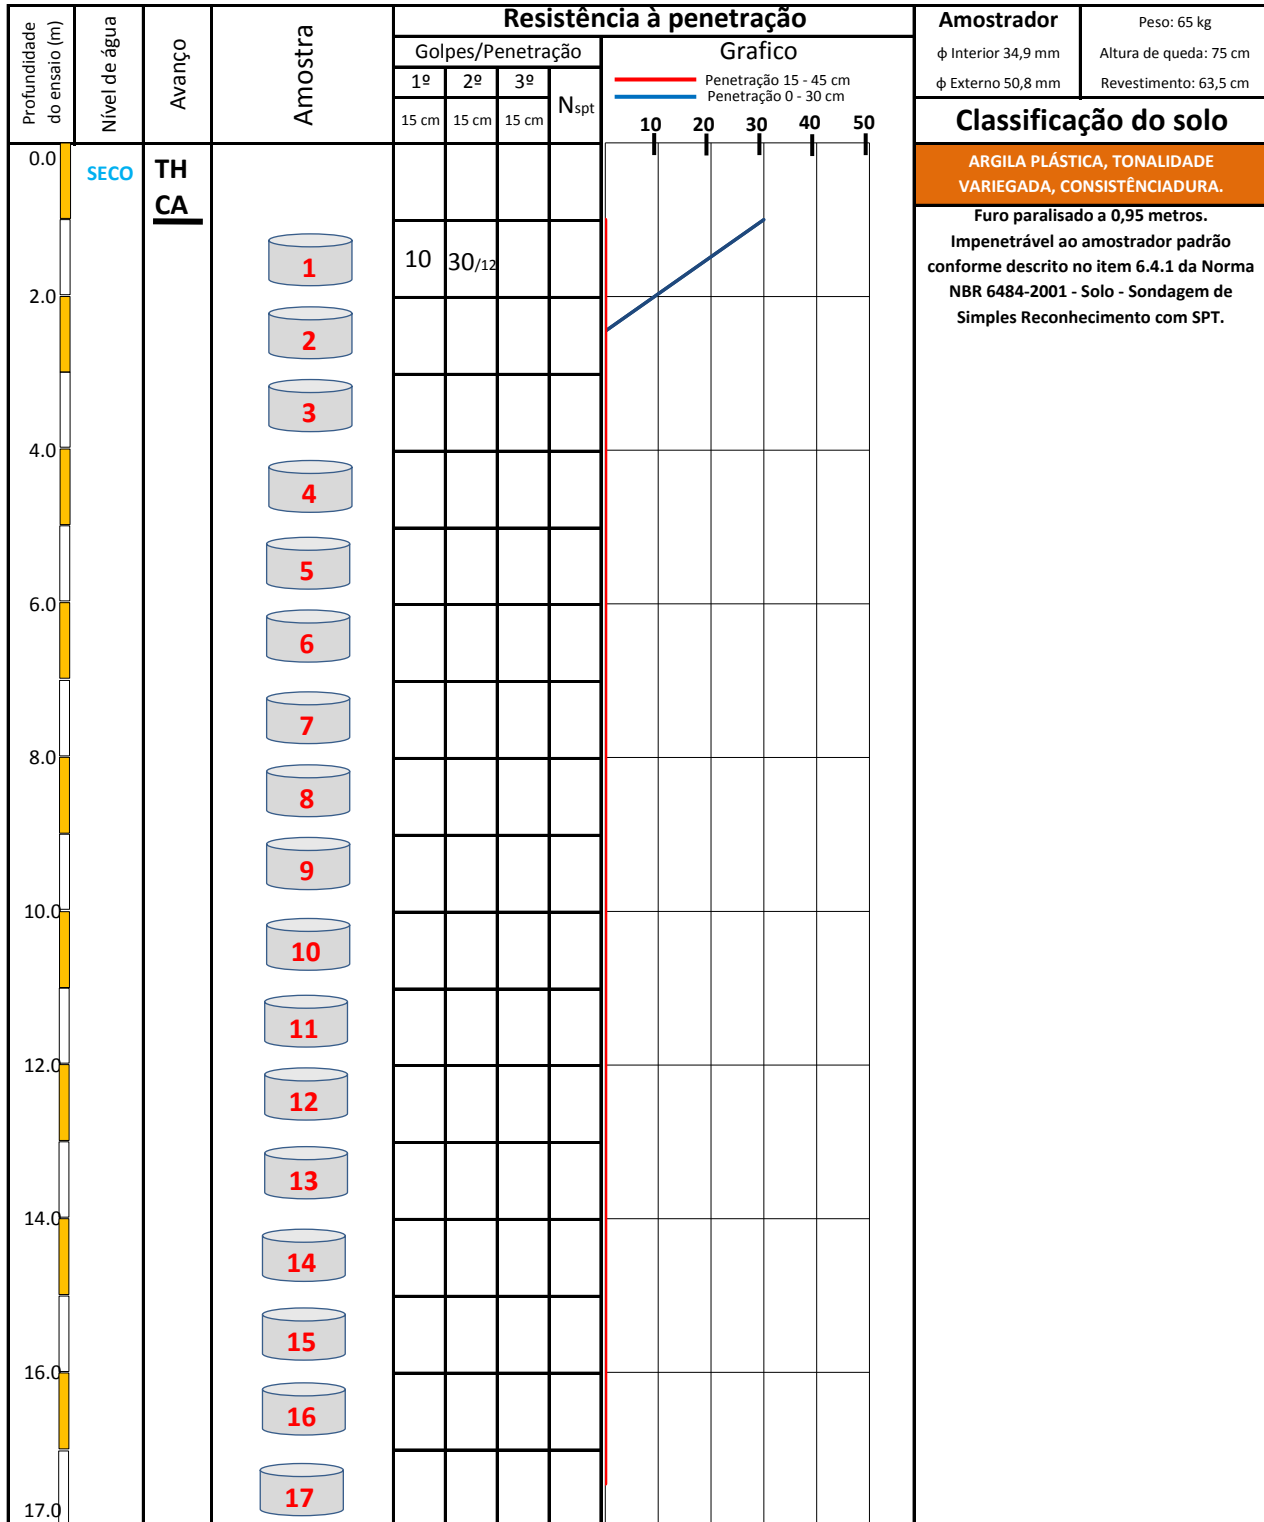 Profundidade
do ensaio (m)
Nível de água
Avanço
Amostra
Resistência à penetração
Golpes/Penetração
1º 2º 3º
Nspt
15 cm 15 cm 15 cm
Grafico
Penetração 15 - 45 cm
Penetração 0 - 30 cm
10 20 30 40 50
Amostrador
ф Interior 34,9 mm
ф Externo 50,8 mm
Peso: 65 kg
Altura de queda: 75 cm
Revestimento: 63,5 cm
Classificação do solo
0.0
SECO
TH
CA
ARGILA PLÁSTICA, TONALIDADE
VARIEGADA, CONSISTÊNCIADURA.
Furo paralisado a 0,95 metros.
Impenetrável ao amostrador padrão
conforme descrito no item 6.4.1 da Norma
NBR 6484-2001 - Solo - Sondagem de
Simples Reconhecimento com SPT.
1 10 30/12
2.0
2
3
4.0
4
5
6.0
6
7
8.0
8
9
10.0
10
11
12.0
12
13
14.0
14
15
16.0
16
17
17.0